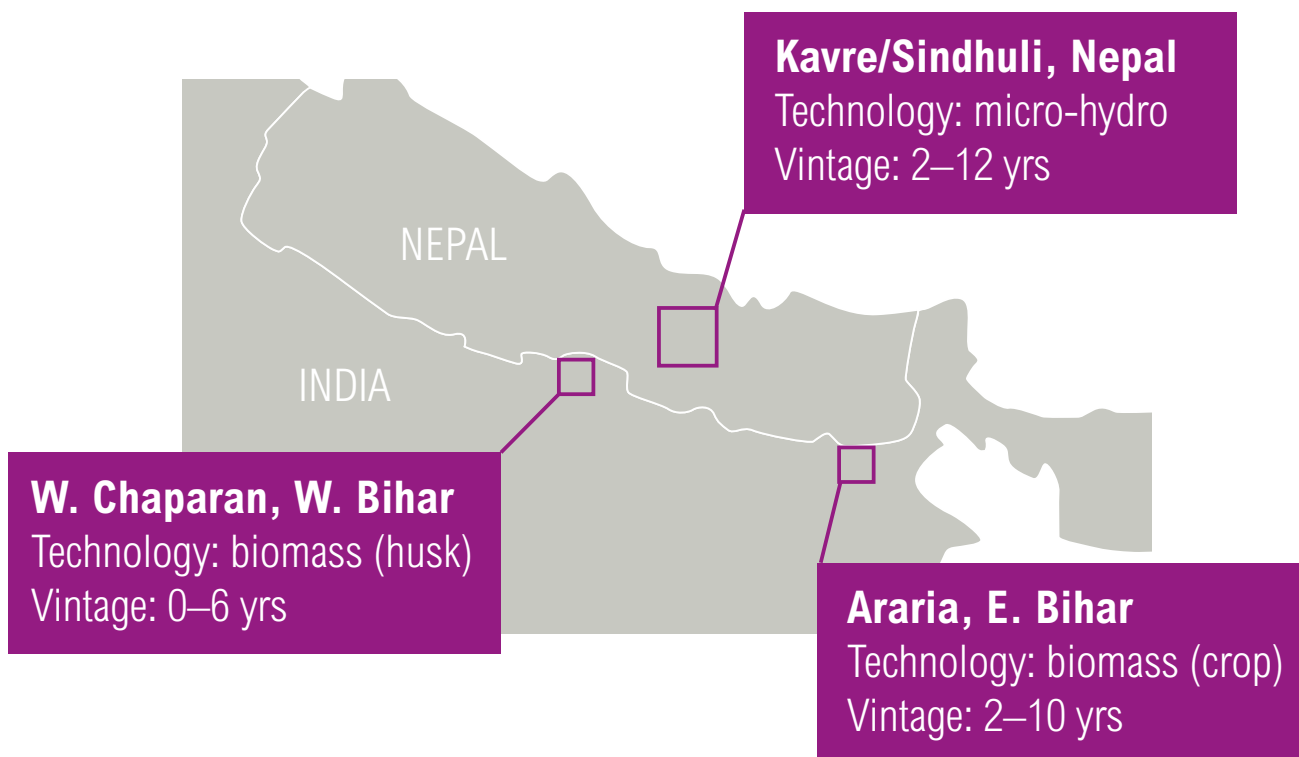 Kavre/Sindhuli, Nepal
Technology: micro-hydro
Vintage: 2–12 yrs
NEPAL
INDIA
W. Chaparan, W. Bihar
Technology: biomass (husk)
Vintage: 0–6 yrs
Araria, E. Bihar
Technology: biomass (crop)
Vintage: 2–10 yrs